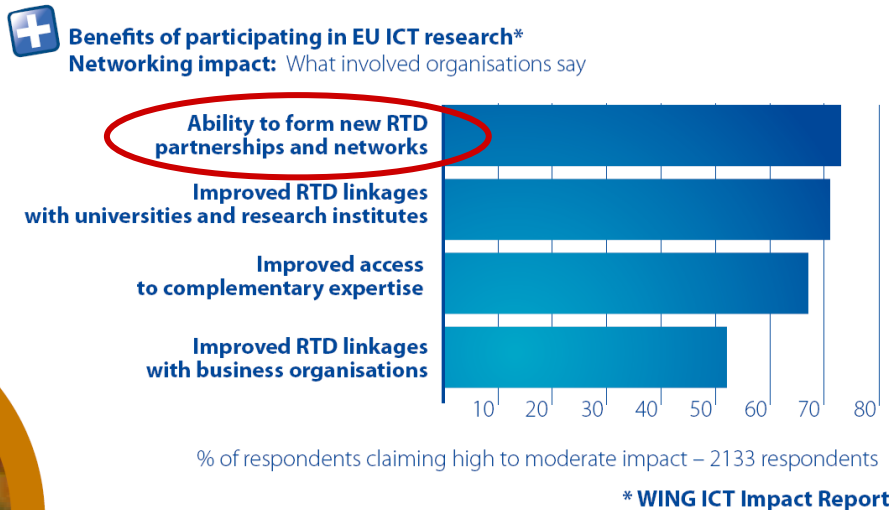 Benefits of participating in EU ICT research*
Networking impact: What involved organisations say
Ability to form new RTD
partnerships and networks
Improved RTD linkages
with universities and research institutes
Improved access
to complementary expertise
Improved RTD linkages
with business organisations
10 20 30 40 50 60 70 80
% of respondents claiming high to moderate impact – 2133 respondents
* WING ICT Impact Report